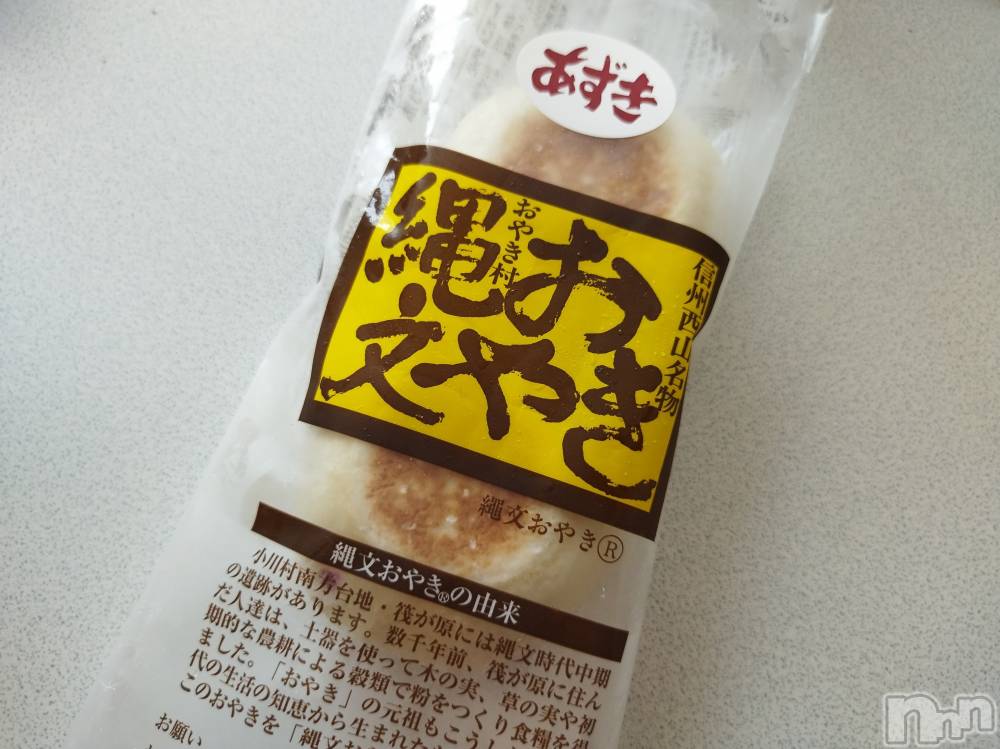 あずき
信州西山名物
おやき
おやき村
縄文
縄文おやき®
縄文おやき®の由来
小川村南方台地・筏が原には縄文時代中期
の遺跡があります。数千年前、筏が原に住ん
だ人達は、土器を使って木の実、草の実や初
期的な農耕による穀類で粉をつくり食糧を得
ました。「おやき」の元祖もこうし
代の生活の知恵から生まれた
このおやきを「縄文お
お願い
nnn